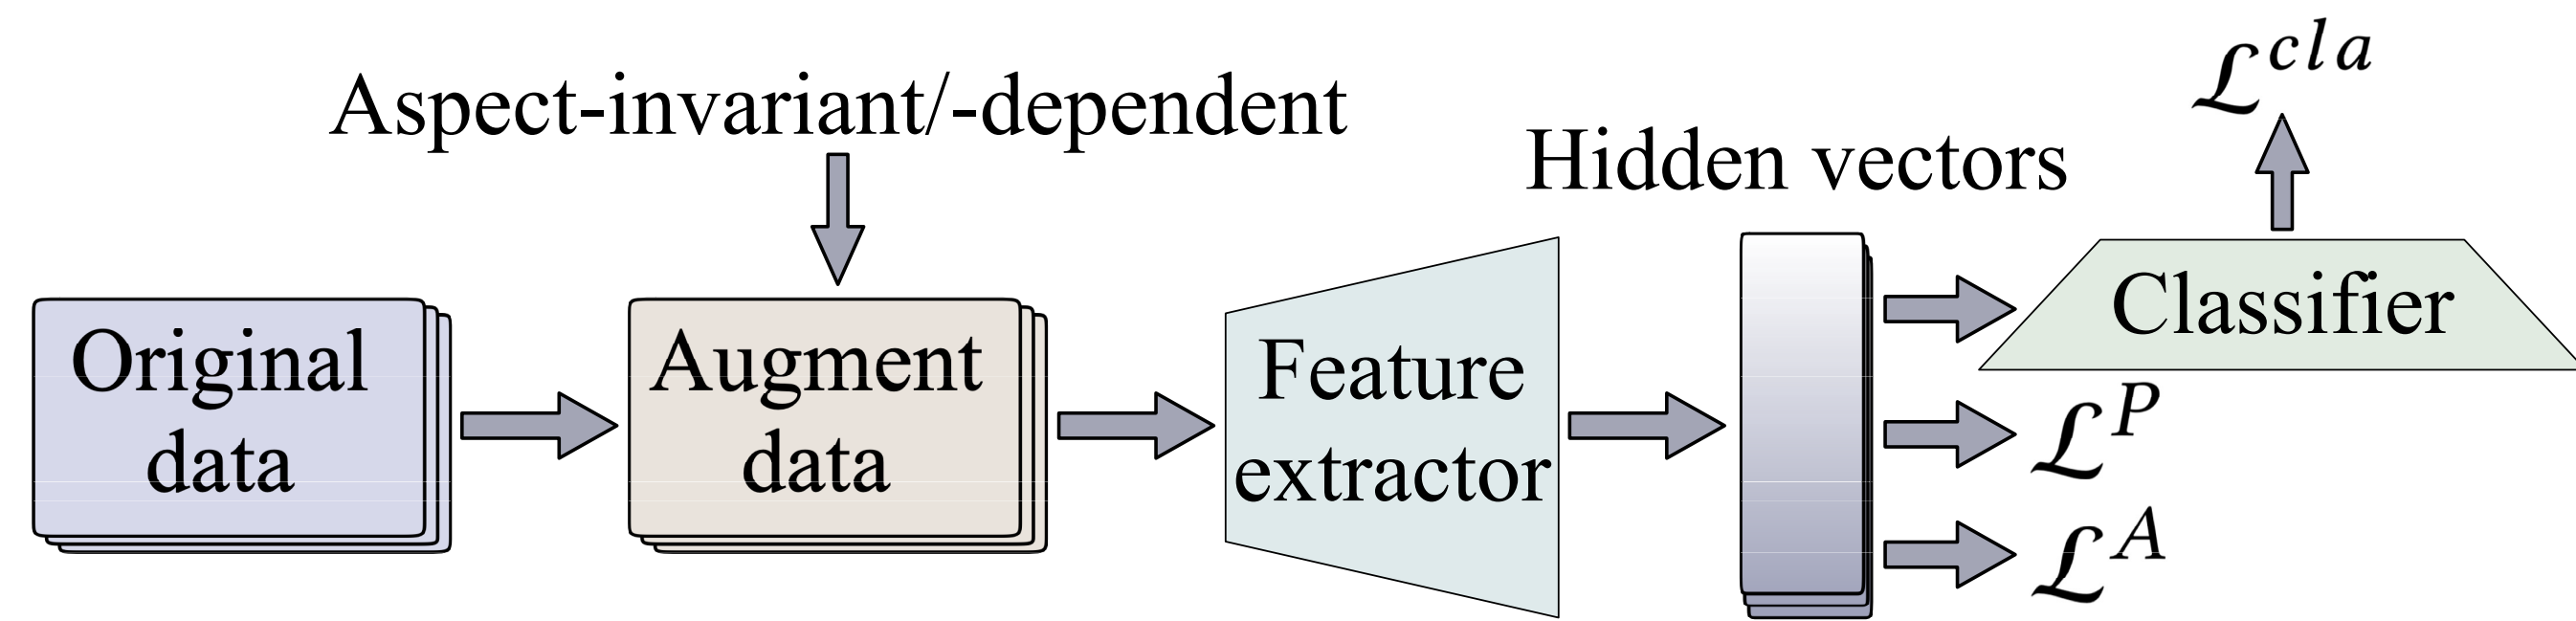 Aspect-invariant/-dependent
Original
data
Augment
data
Feature
extractor
Hidden vectors
ℒ^{cla}
Classifier
ℒ^P
ℒ^A